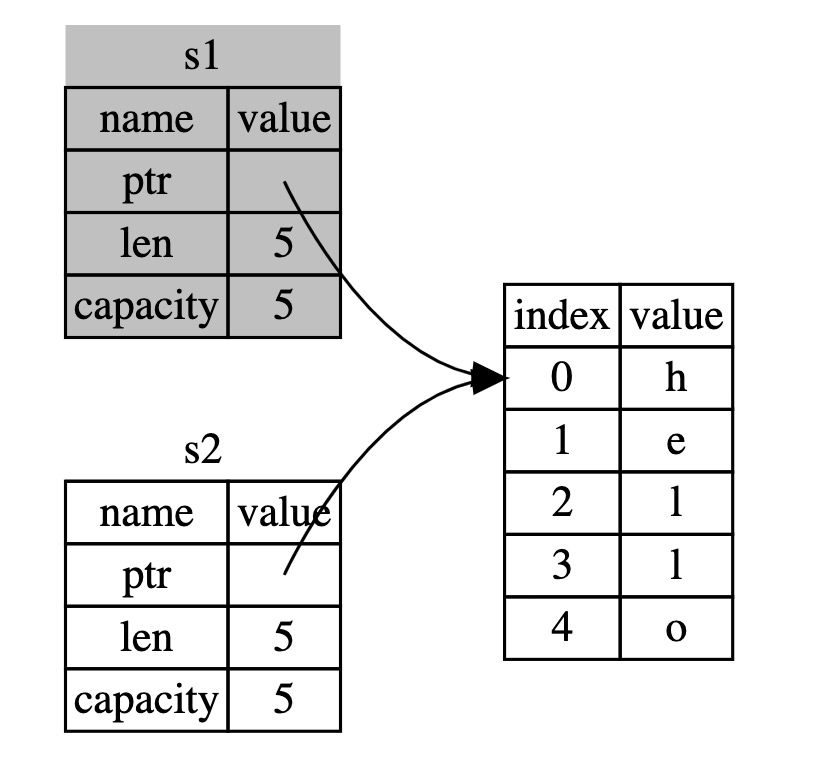 s1
name value
ptr
len 5
capacity 5
s2
name value
ptr
len 5
capacity 5
index value
0 h
1 e
2 l
3 l
4 o